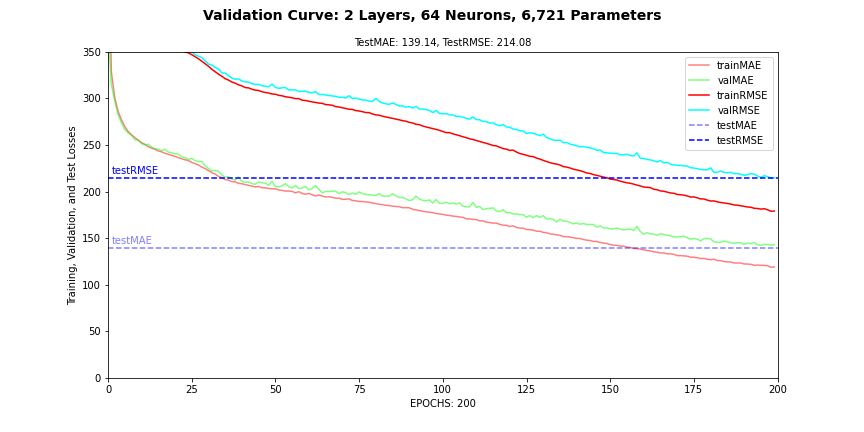 Validation Curve: 2 Layers, 64 Neurons, 6,721 Parameters
TestMAE: 139.14, TestRMSE: 214.08
Training, Validation, and Test Losses
350
300
250
200
150
100
50
0
trainMAE
valMAE
trainRMSE
valRMSE
testMAE
testRMSE
testRMSE
testMAE
0 25 50 75 100 125 150 175 200
EPOCHS: 200